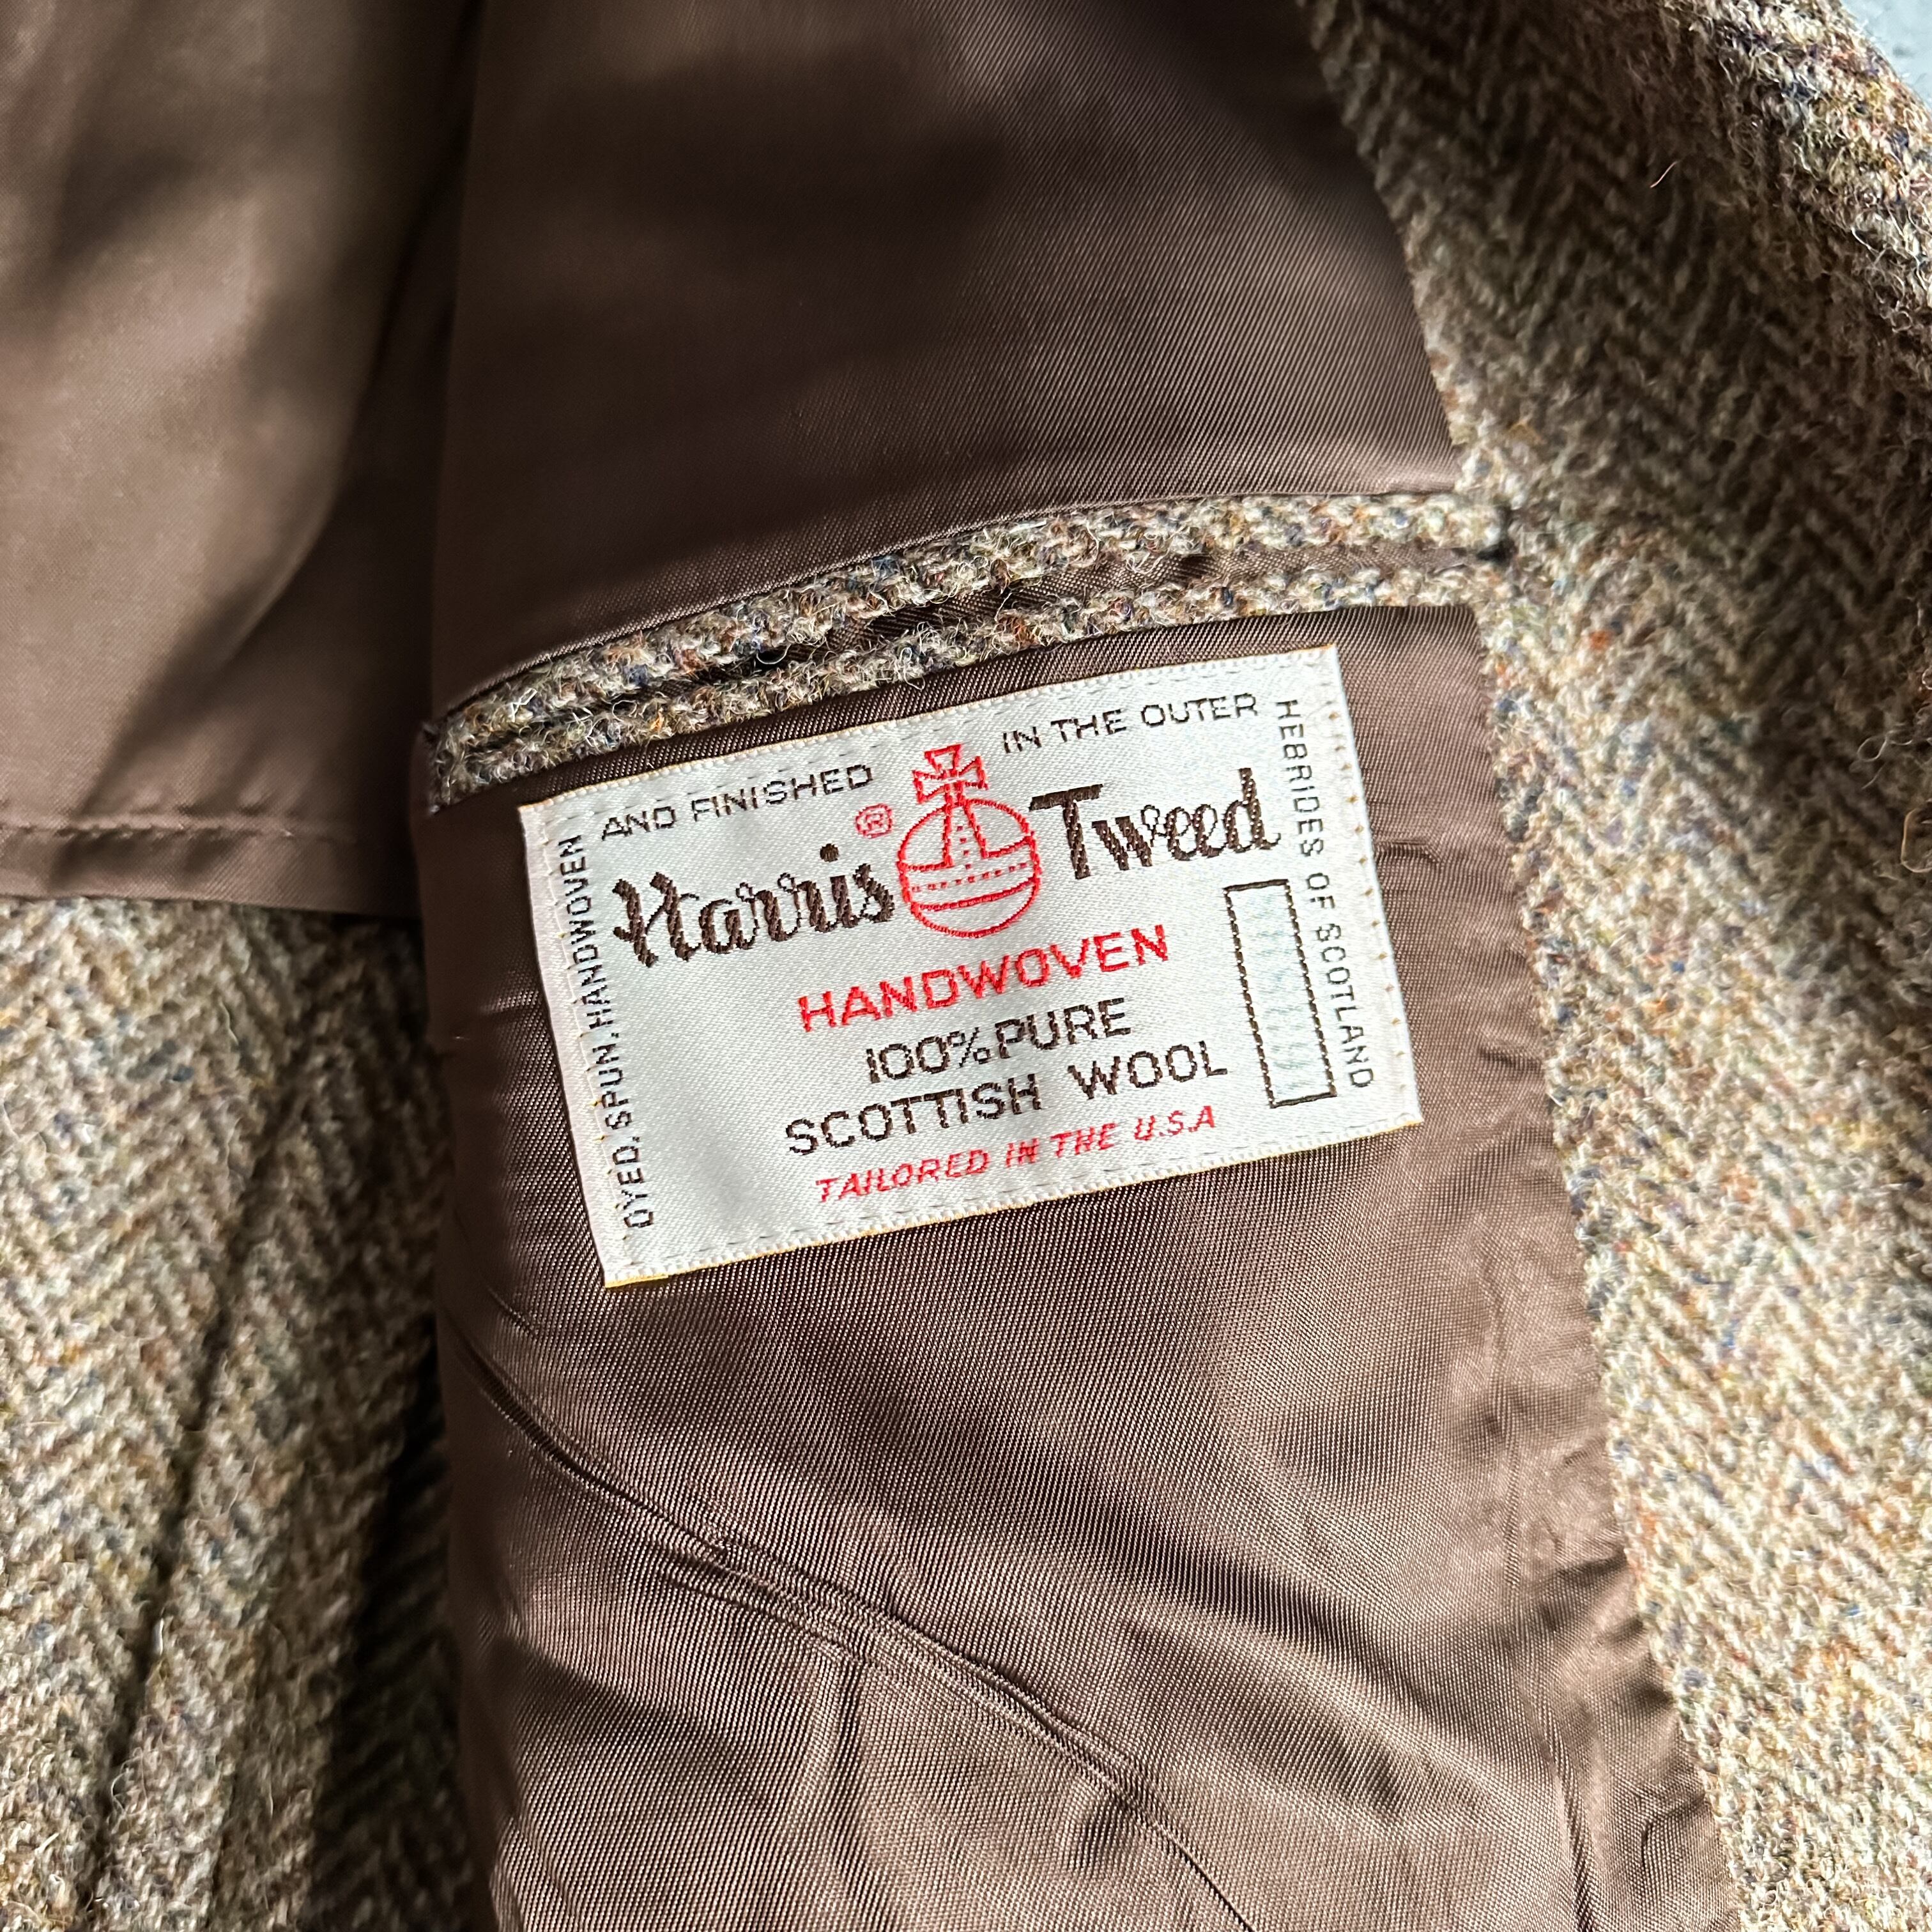 DYED, SPUN, HANDWOVEN
AND FINISHED
IN THE OUTER
HEBRIDES OF SCOTLAND
Harris ® Tweed
HANDWOVEN
100% PURE
SCOTTISH WOOL
TAILORED IN THE U.S.A